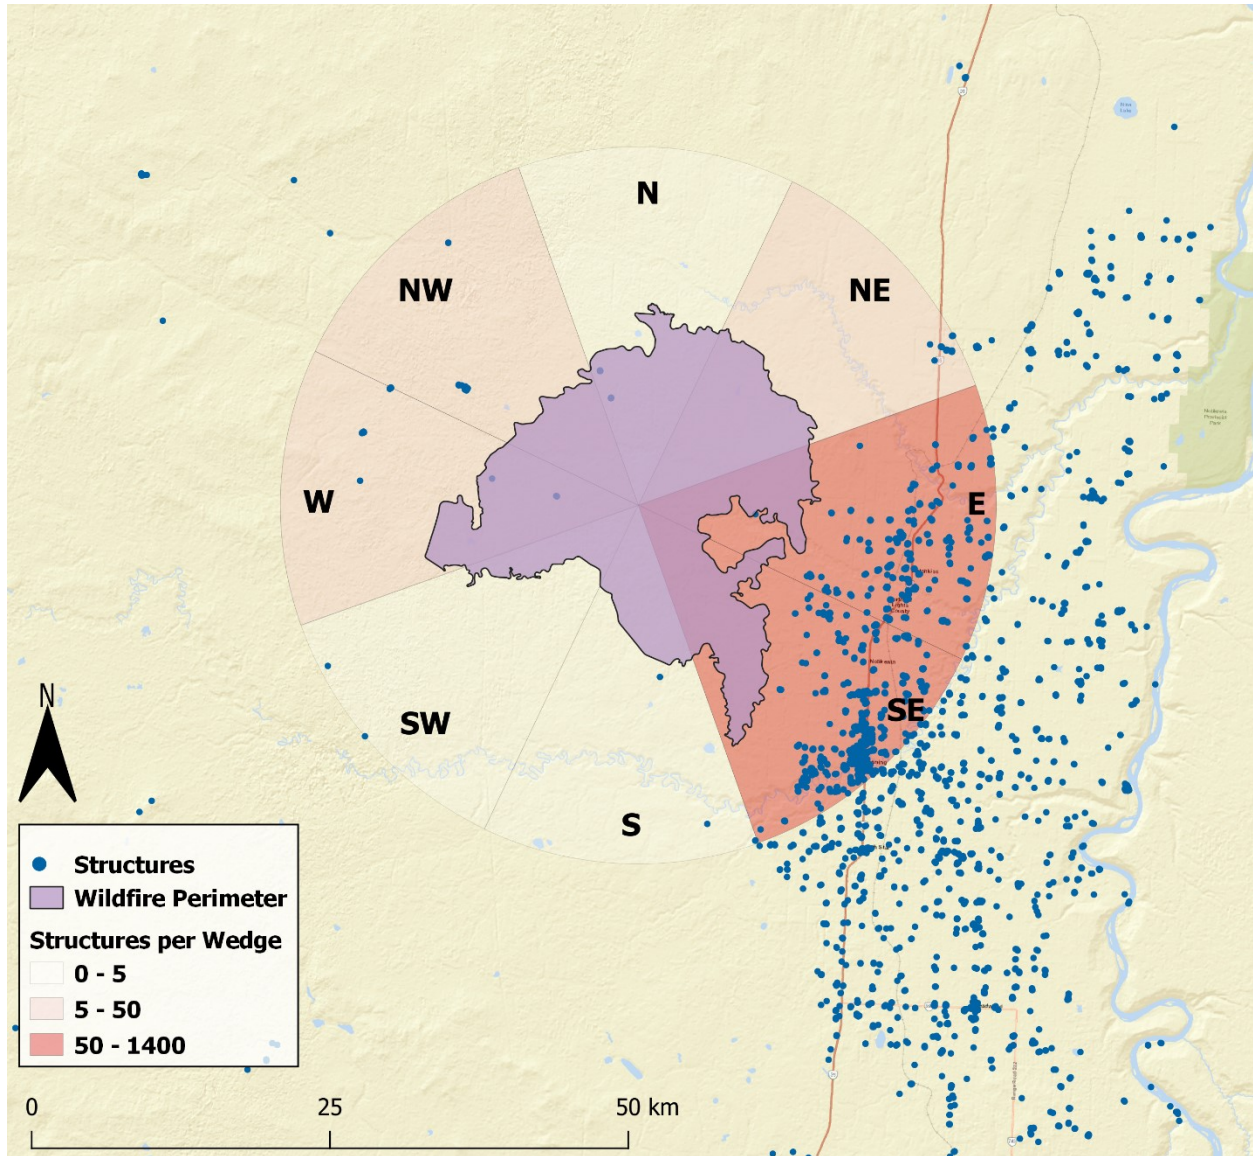 N
NW
NE
W
E
SW
SE
S
N
Structures
Wildfire Perimeter
Structures per Wedge
0 - 5
5 - 50
50 - 1400
0
25
50 km